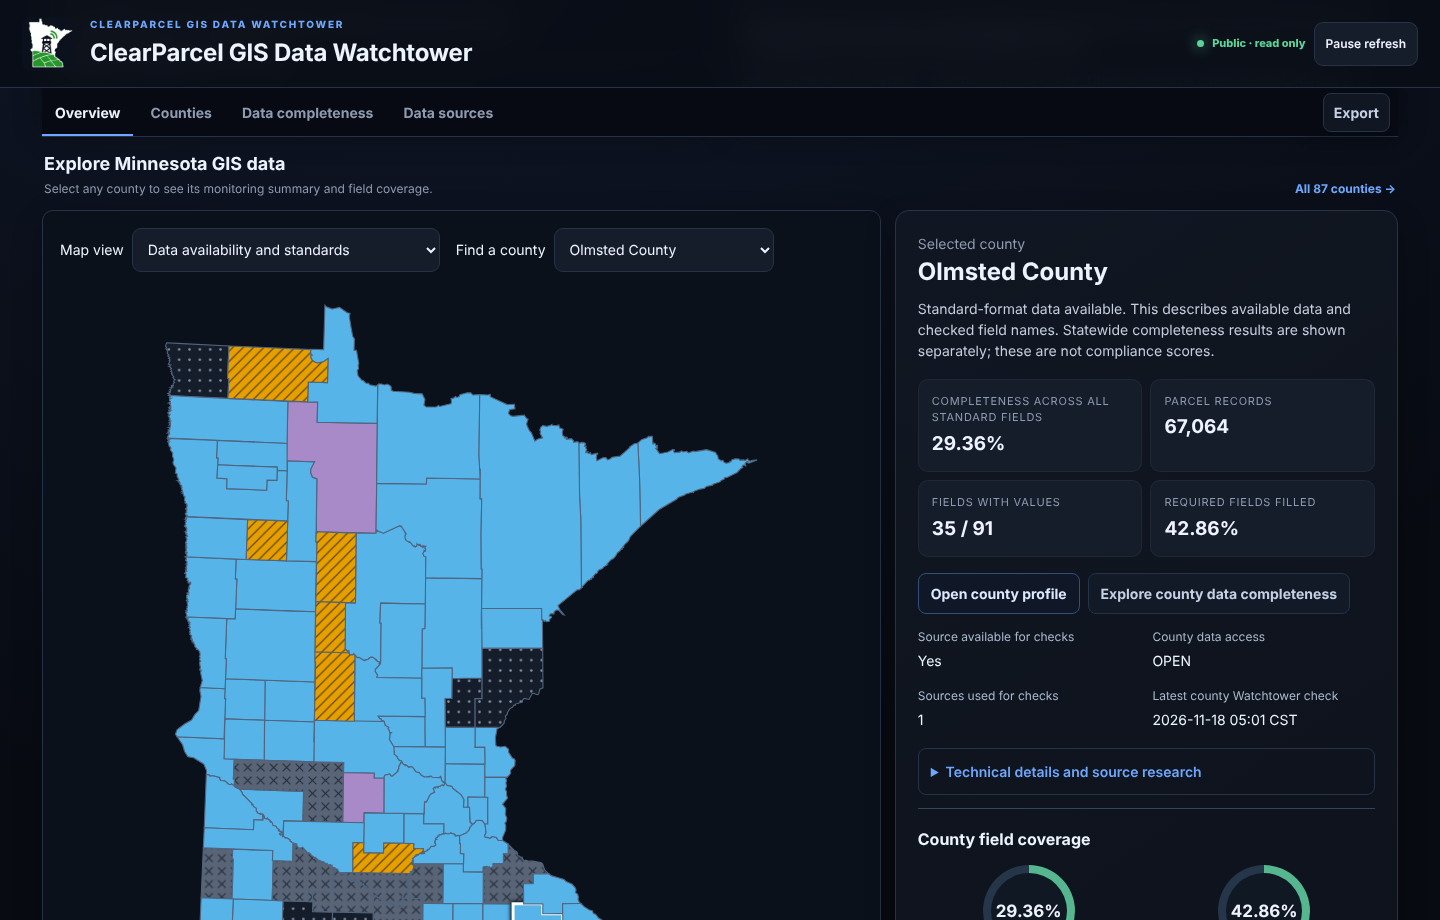 CLEARPARCEL GIS DATA WATCHTOWER
ClearParcel GIS Data Watchtower
Public · read only
Pause refresh
Overview
Counties
Data completeness
Data sources
Export
Explore Minnesota GIS data
Select any county to see its monitoring summary and field coverage.
All 87 counties →
Map view
Data availability and standards
Find a county
Olmsted County
Selected county
Olmsted County
Standard-format data available. This describes available data and
checked field names. Statewide completeness results are shown
separately; these are not compliance scores.
COMPLETENESS ACROSS ALL
STANDARD FIELDS
29.36%
PARCEL RECORDS
67,064
FIELDS WITH VALUES
35 / 91
REQUIRED FIELDS FILLED
42.86%
Open county profile
Explore county data completeness
Source available for checks
Yes
County data access
OPEN
Sources used for checks
1
Latest county Watchtower check
2026-11-18 05:01 CST
Technical details and source research
County field coverage
29.36%
42.86%